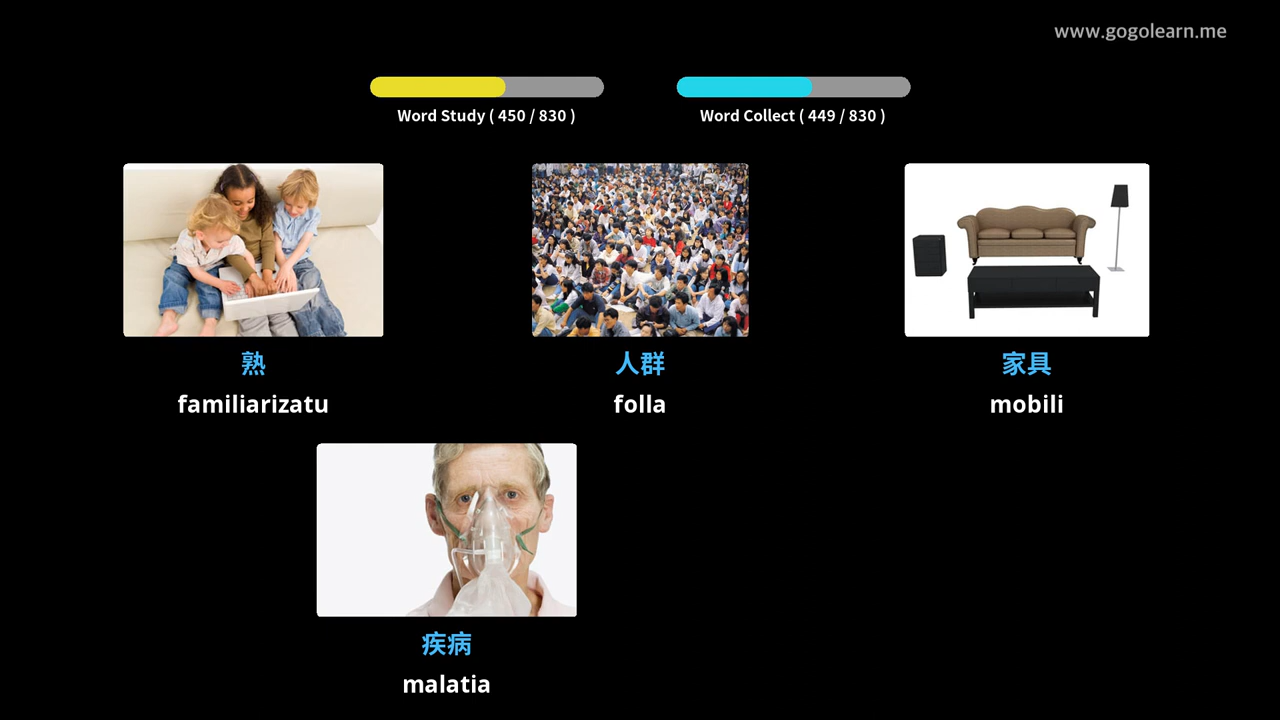 www.gogolearn.me
Word Study ( 450 / 830 )
Word Collect ( 449 / 830 )
熟
familiarizatu
人群
folla
家具
mobili
疾病
malatia